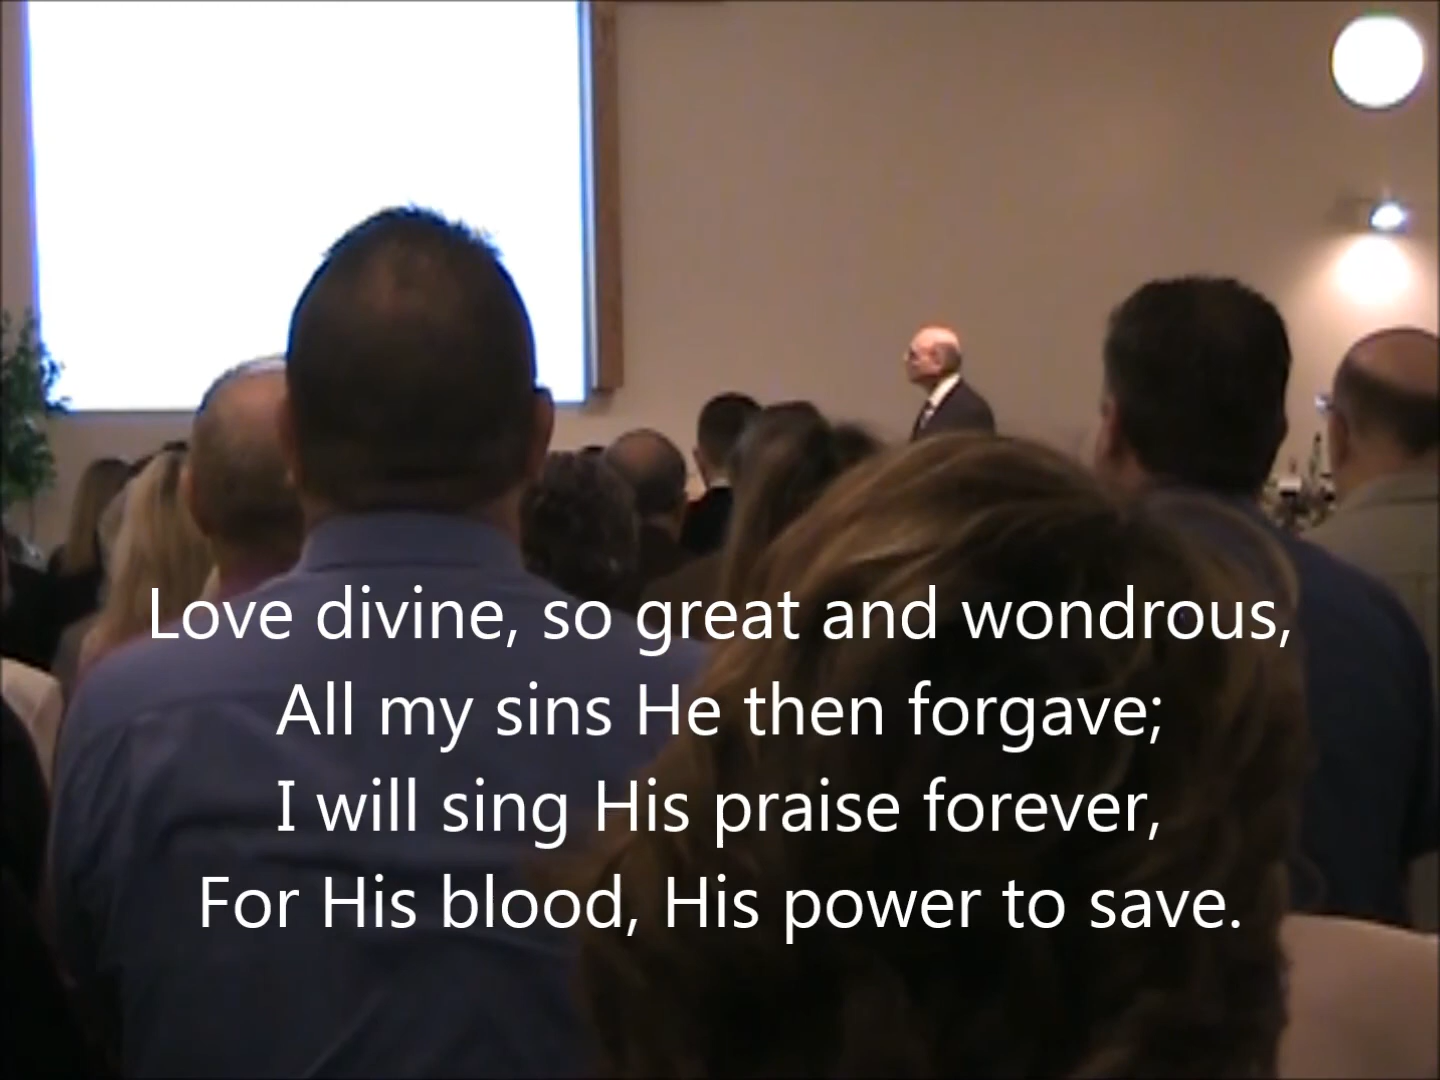 Love divine, so great and wondrous,
All my sins He then forgave;
I will sing His praise forever,
For His blood, His power to save.